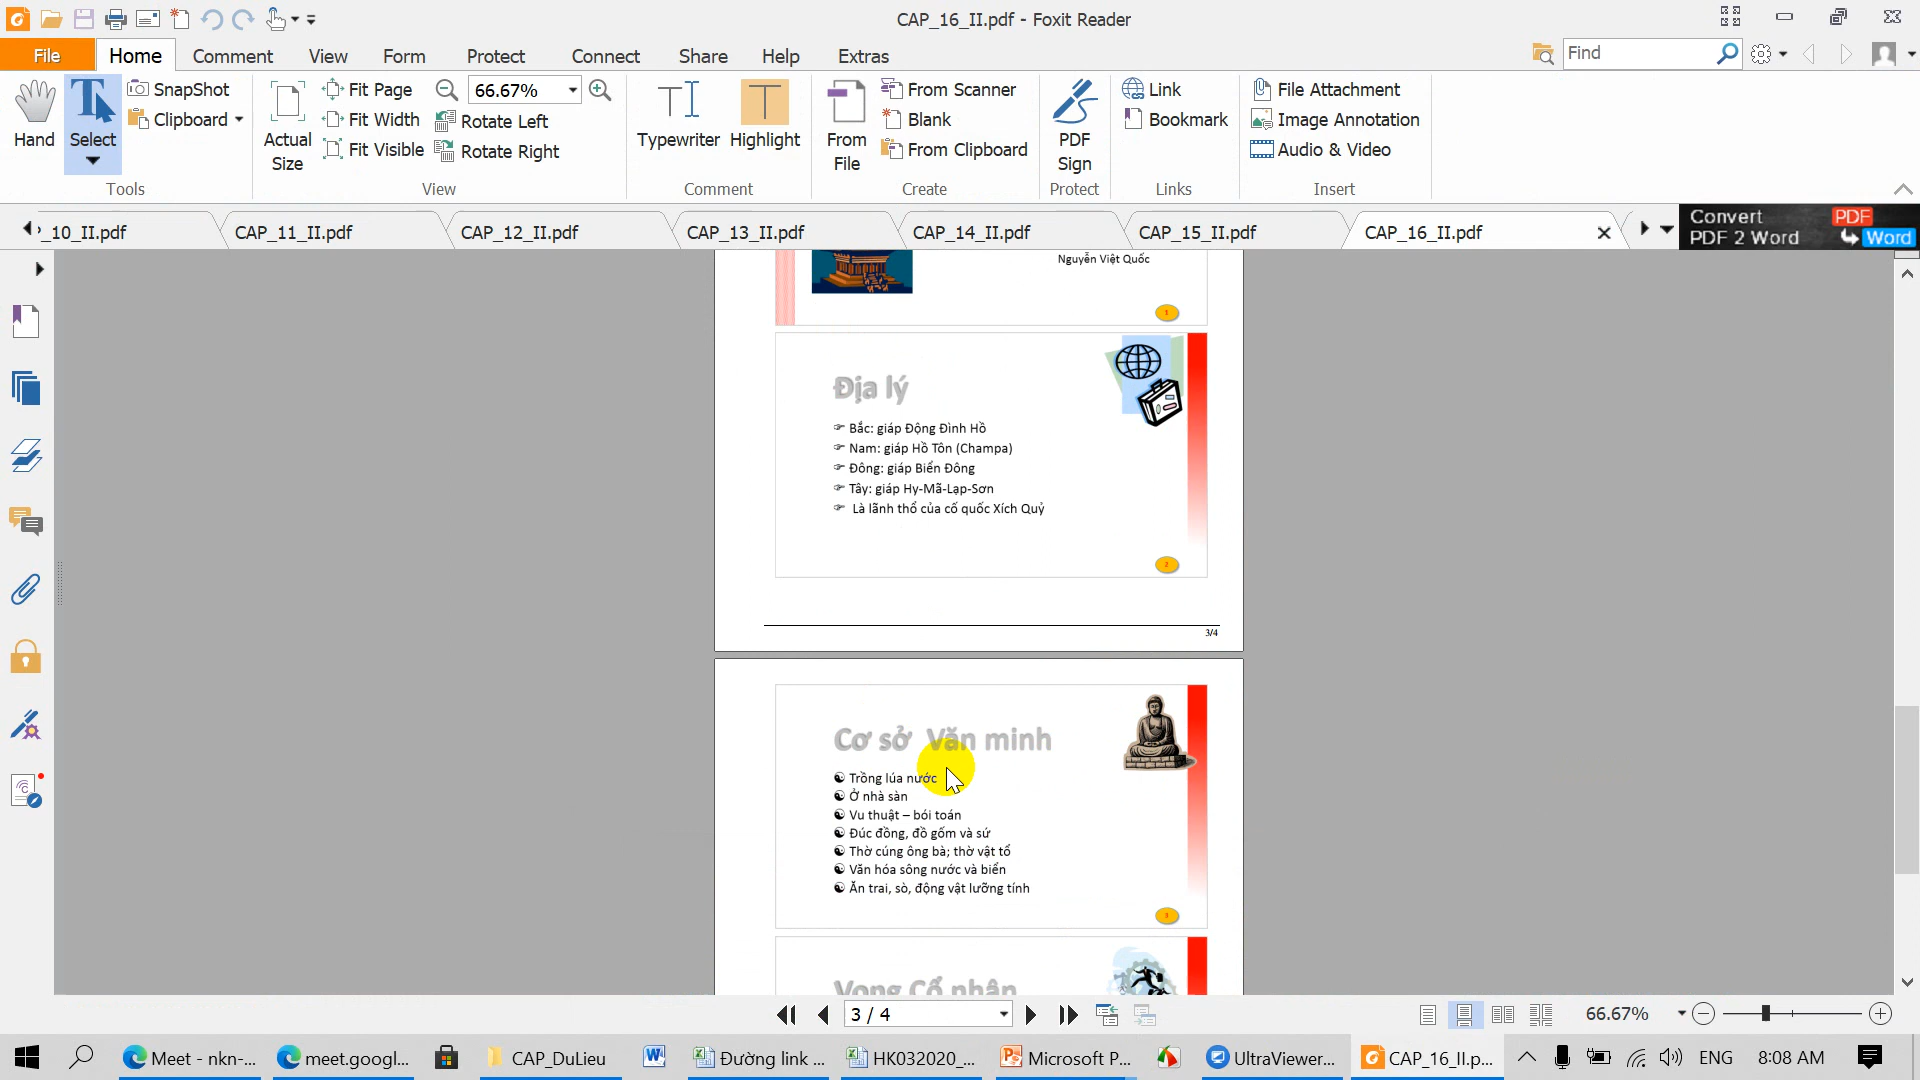 CAP_16_II.pdf - Foxit Reader
File
Home
Comment
View
Form
Protect
Connect
Share
Help
Extras
Find
Hand
Select
SnapShot
Clipboard
Tools
Actual
Size
Fit Page
Fit Width
Fit Visible
66.67%
Rotate Left
Rotate Right
View
Typewriter
Highlight
Comment
From
File
From Scanner
Blank
From Clipboard
Create
PDF
Sign
Protect
Link
Bookmark
Links
File Attachment
Image Annotation
Audio & Video
Insert
_10_II.pdf
CAP_11_II.pdf
CAP_12_II.pdf
CAP_13_II.pdf
CAP_14_II.pdf
CAP_15_II.pdf
CAP_16_II.pdf
Convert
PDF 2 Word
PDF
Word
Nguyễn Việt Quốc
1
Địa lý
Bắc: giáp Động Đình Hồ
Nam: giáp Hồ Tôn (Champa)
Đông: giáp Biển Đông
Tây: giáp Hy-Mã-Lạp-Sơn
Là lãnh thổ của cố quốc Xích Quỷ
2
3/4
Cơ sở Văn minh
Trồng lúa nước
Ở nhà sàn
Vu thuật – bói toán
Đúc đồng, đồ gốm và sứ
Thờ cúng ông bà; thờ vật tổ
Văn hóa sông nước và biển
Ăn trai, sò, động vật lưỡng tính
3
Vong Cổ nhân
3 / 4
66.67%
Meet - nkn-...
meet.googl...
CAP_DuLieu
Đường link ...
HK032020_...
Microsoft P...
UltraViewer...
CAP_16_II.p...
ENG
8:08 AM